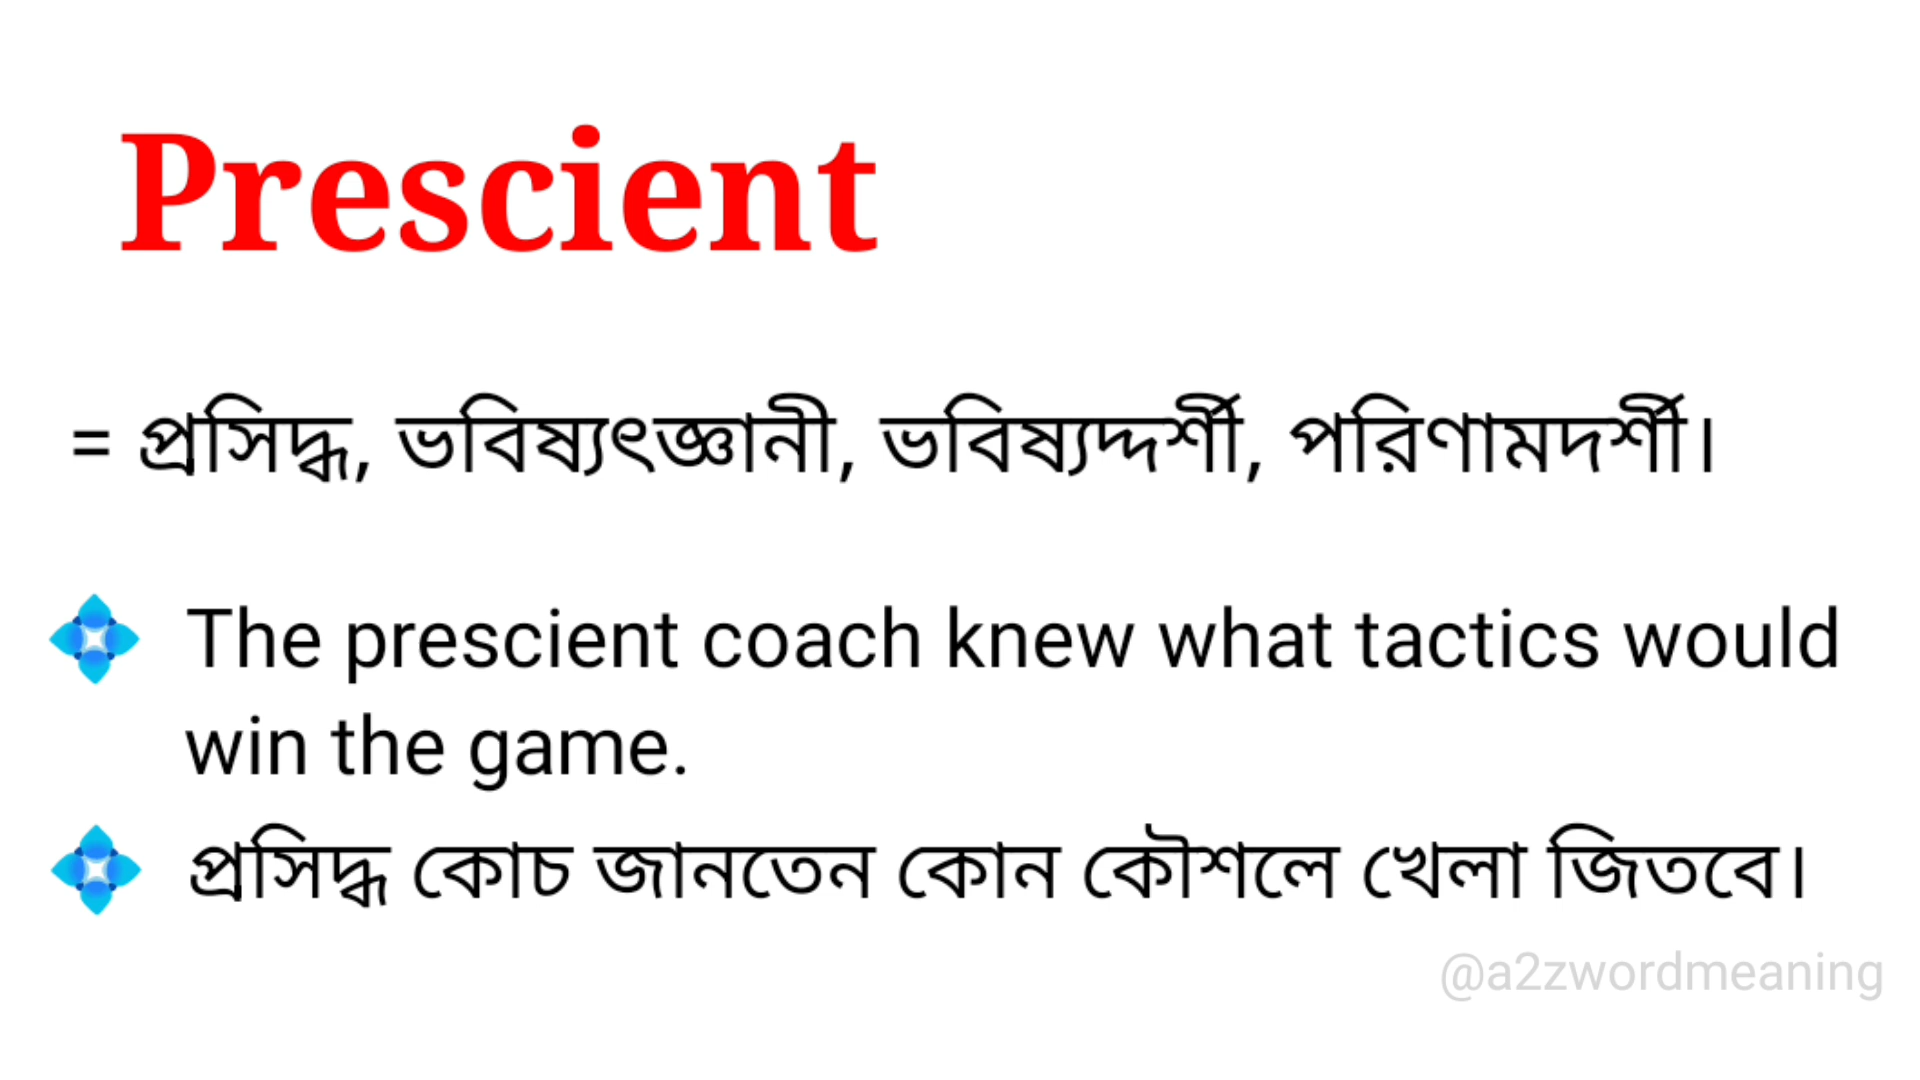 Prescient
= প্রসিদ্ধ, ভবিষ্যৎজ্ঞানী, ভবিষ্যদ্দর্শী, পরিণামদর্শী।
The prescient coach knew what tactics would
win the game.
প্রসিদ্ধ কোচ জানতেন কোন কৌশলে খেলা জিতবে।
@a2zwordmeaning